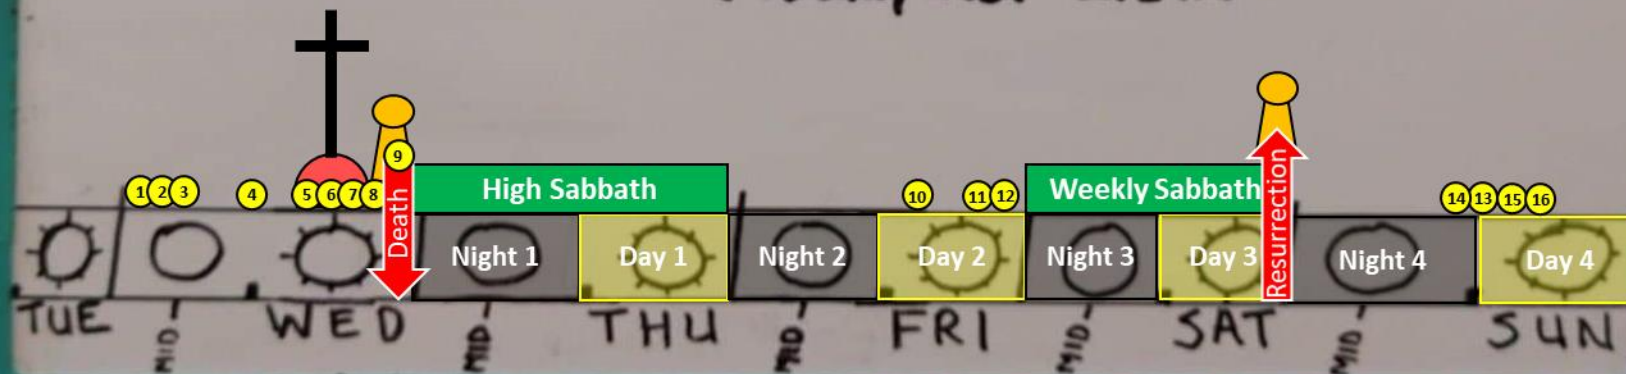 1 2 3 4 5 6 7 8 9 10 11 12 14 13 15 16
High Sabbath
Weekly Sabbath
Death
Resurrection
Night 1
Day 1
Night 2
Day 2
Night 3
Day 3
Night 4
Day 4
TUE
MID
WED
MID
THU
MID
FRI
MID
SAT
MID
SUN